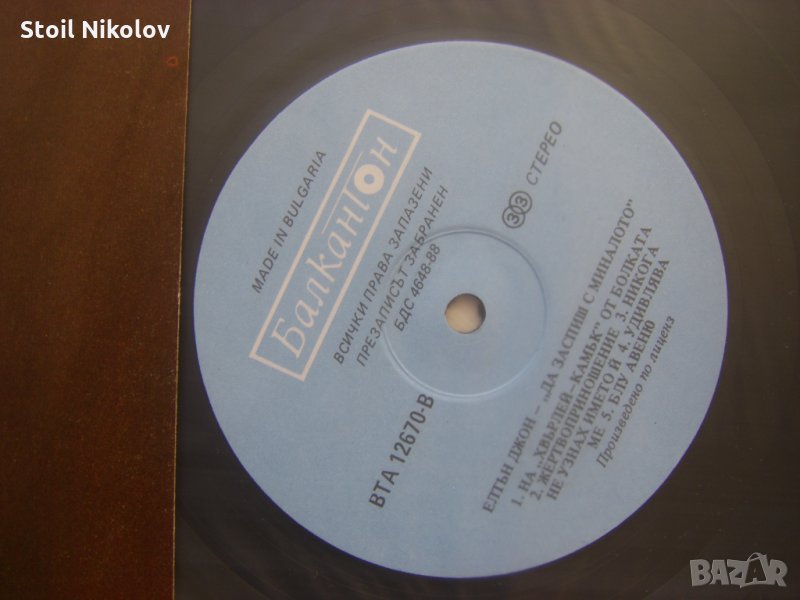 Stoil Nikolov
MADE IN BULGARIA
Балкантон
ВСИЧКИ ПРАВА ЗАПАЗЕНИ
ПРЕЗАПИСЪТ ЗАБРАНЕН
БДС 4648-88
33 СТЕРЕО
ВТА 12670-В
ЕЛТЪН ДЖОН – „ДА ЗАСПИШ С МИНАЛОТО"
1. НА „ХВЪРЛЕЙ - КАМЪК" ОТ БОЛКАТА
2. ЖЕРТВОПРИНОШЕНИЕ 3. НИКОГА
НЕ УЗНАХ ИМЕТО Й 4. УДИВЛЯВА
МЕ 5. БЛУ АВЕНЮ
Произведено по лиценз
BAZAR